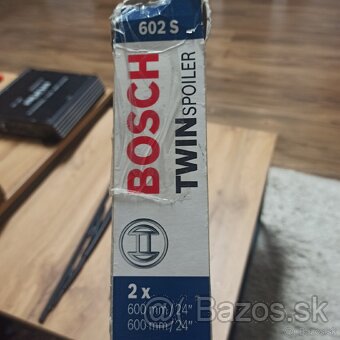 602 S
BOSCH
TWIN SPOILER
2 x
600 mm / 24"
600 mm / 24"
Bazos.sk